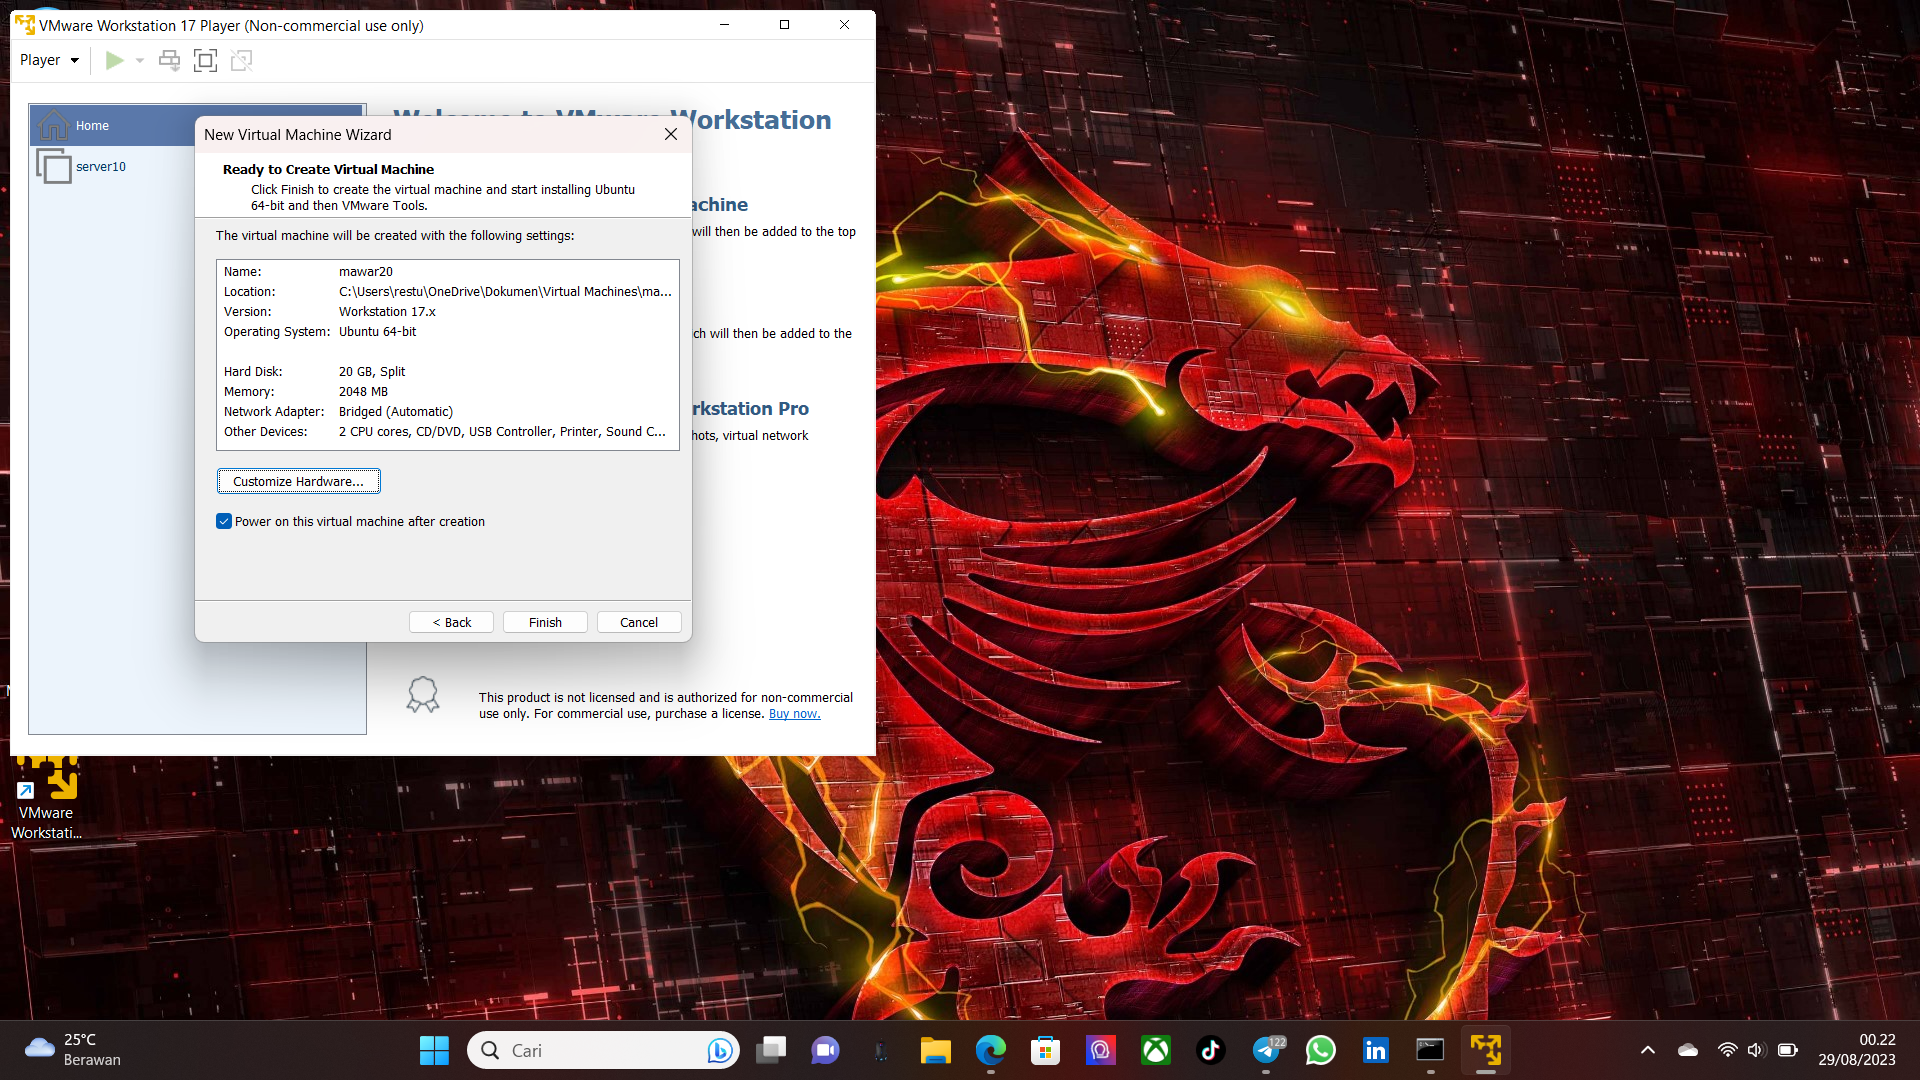 VMware Workstation 17 Player (Non-commercial use only)
Player
Home
server10
Workstation
New Virtual Machine Wizard
Ready to Create Virtual Machine
Click Finish to create the virtual machine and start installing Ubuntu
64-bit and then VMware Tools.
The virtual machine will be created with the following settings:
Name: mawar20
Location: C:\Users\restu\OneDrive\Dokumen\Virtual Machines\ma...
Version: Workstation 17.x
Operating System: Ubuntu 64-bit
Hard Disk: 20 GB, Split
Memory: 2048 MB
Network Adapter: Bridged (Automatic)
Other Devices: 2 CPU cores, CD/DVD, USB Controller, Printer, Sound C...
Customize Hardware...
Power on this virtual machine after creation
< Back
Finish
Cancel
achine
will then be added to the top
ch will then be added to the
rkstation Pro
hots, virtual network
This product is not licensed and is authorized for non-commercial
use only. For commercial use, purchase a license. Buy now.
VMware
Workstati...
25°C
Berawan
Cari
122
00.22
29/08/2023